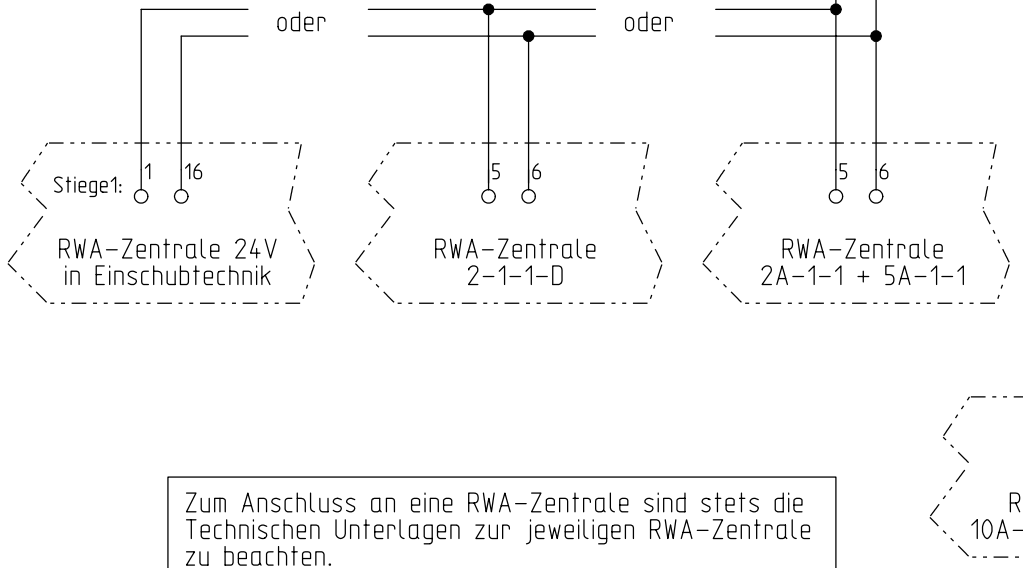 oder
oder
1
16
5
6
5
6
Stiege1:
RWA-Zentrale 24V
in Einschubtechnik
RWA-Zentrale
2-1-1-D
RWA-Zentrale
2A-1-1 + 5A-1-1
R
10A-
Zum Anschluss an eine RWA-Zentrale sind stets die
Technischen Unterlagen zur jeweiligen RWA-Zentrale
zu beachten.